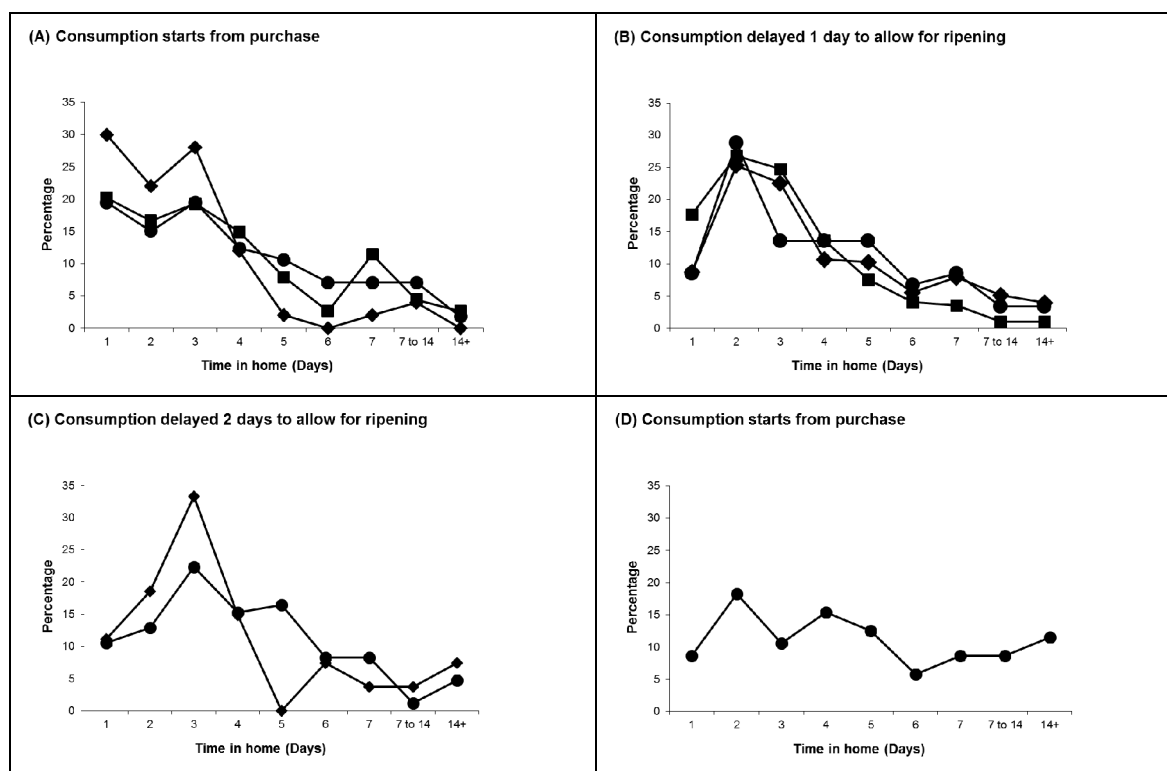 (A) Consumption starts from purchase
35
30
25
20
15
10
5
0
Percentage
1 2 3 4 5 6 7 7 to 14 14+
Time in home (Days)
(B) Consumption delayed 1 day to allow for ripening
35
30
25
20
15
10
5
0
Percentage
1 2 3 4 5 6 7 7 to 14 14+
Time in home (Days)
(C) Consumption delayed 2 days to allow for ripening
35
30
25
20
15
10
5
0
Percentage
1 2 3 4 5 6 7 7 to 14 14+
Time in home (Days)
(D) Consumption starts from purchase
35
30
25
20
15
10
5
0
Percentage
1 2 3 4 5 6 7 7 to 14 14+
Time in home (Days)